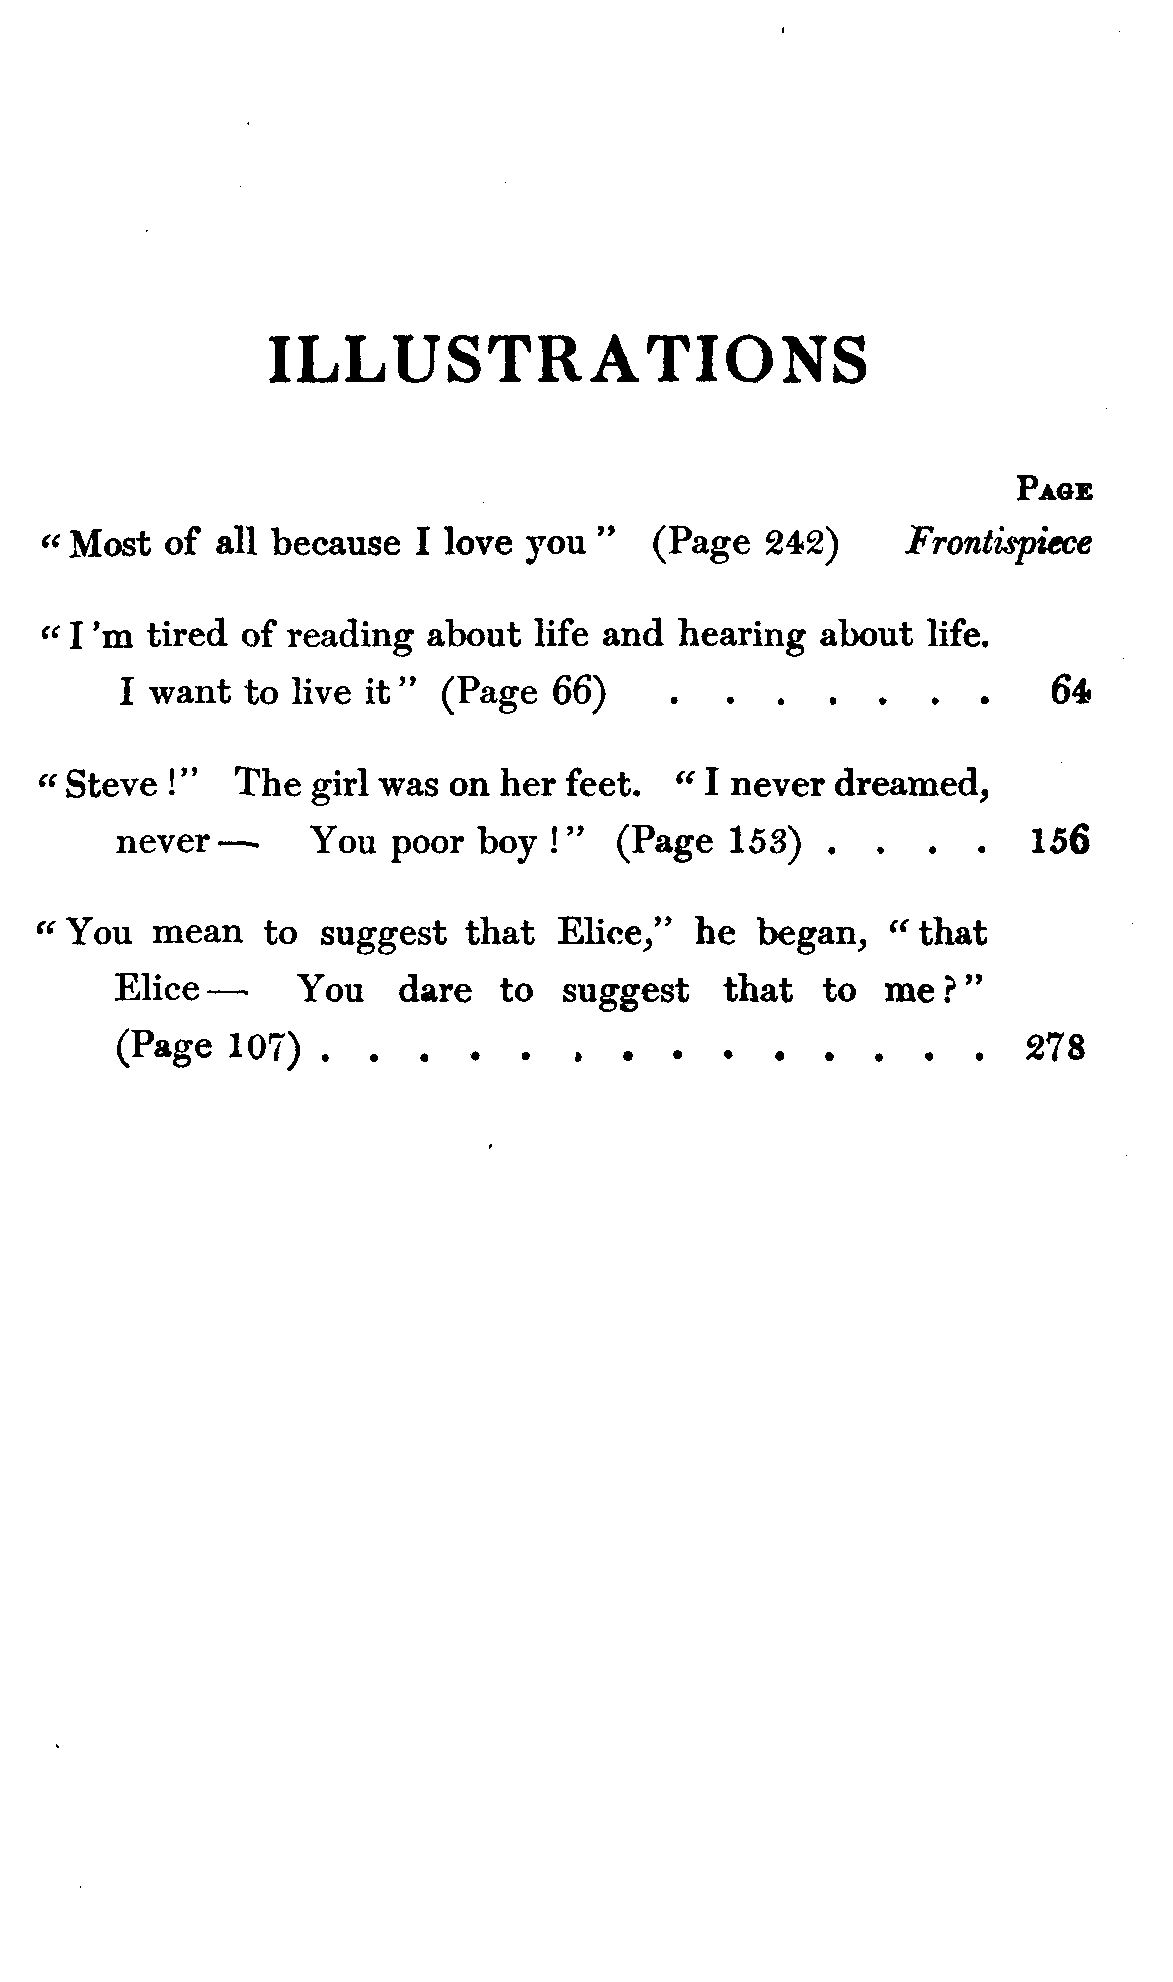 ILLUSTRATIONS
PAGE
“Most of all because I love you” (Page 242) Frontispiece
“I'm tired of reading about life and hearing about life.
I want to live it” (Page 66) . . . . . . . 64
“Steve!” The girl was on her feet. “I never dreamed,
never— You poor boy!” (Page 153) . . . . 156
“You mean to suggest that Elice,” he began, “that
Elice— You dare to suggest that to me?”
(Page 107) . . . . . . . . . . . . . . 278